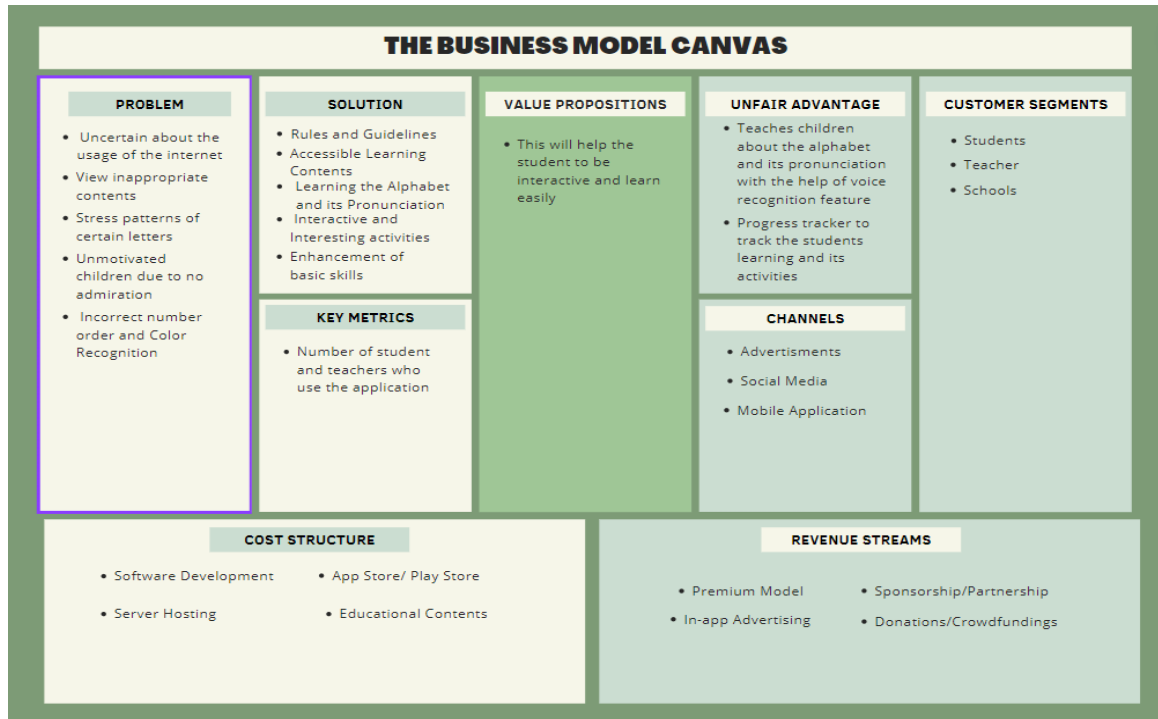 THE BUSINESS MODEL CANVAS
PROBLEM
• Uncertain about the
usage of the internet
• View inappropriate
contents
• Stress patterns of
certain letters
• Unmotivated
children due to no
admiration
• Incorrect number
order and Color
Recognition
SOLUTION
• Rules and Guidelines
• Accessible Learning
Contents
• Learning the Alphabet
and its Pronunciation
• Interactive and
Interesting activities
• Enhancement of
basic skills
KEY METRICS
• Number of student
and teachers who
use the application
VALUE PROPOSITIONS
• This will help the
student to be
interactive and learn
easily
UNFAIR ADVANTAGE
• Teaches children
about the alphabet
and its pronunciation
with the help of voice
recognition feature
• Progress tracker to
track the students
learning and its
activities
CHANNELS
• Advertisments
• Social Media
• Mobile Application
CUSTOMER SEGMENTS
• Students
• Teacher
• Schools
COST STRUCTURE
• Software Development
• App Store/ Play Store
• Server Hosting
• Educational Contents
REVENUE STREAMS
• Premium Model
• Sponsorship/Partnership
• In-app Advertising
• Donations/Crowdfundings